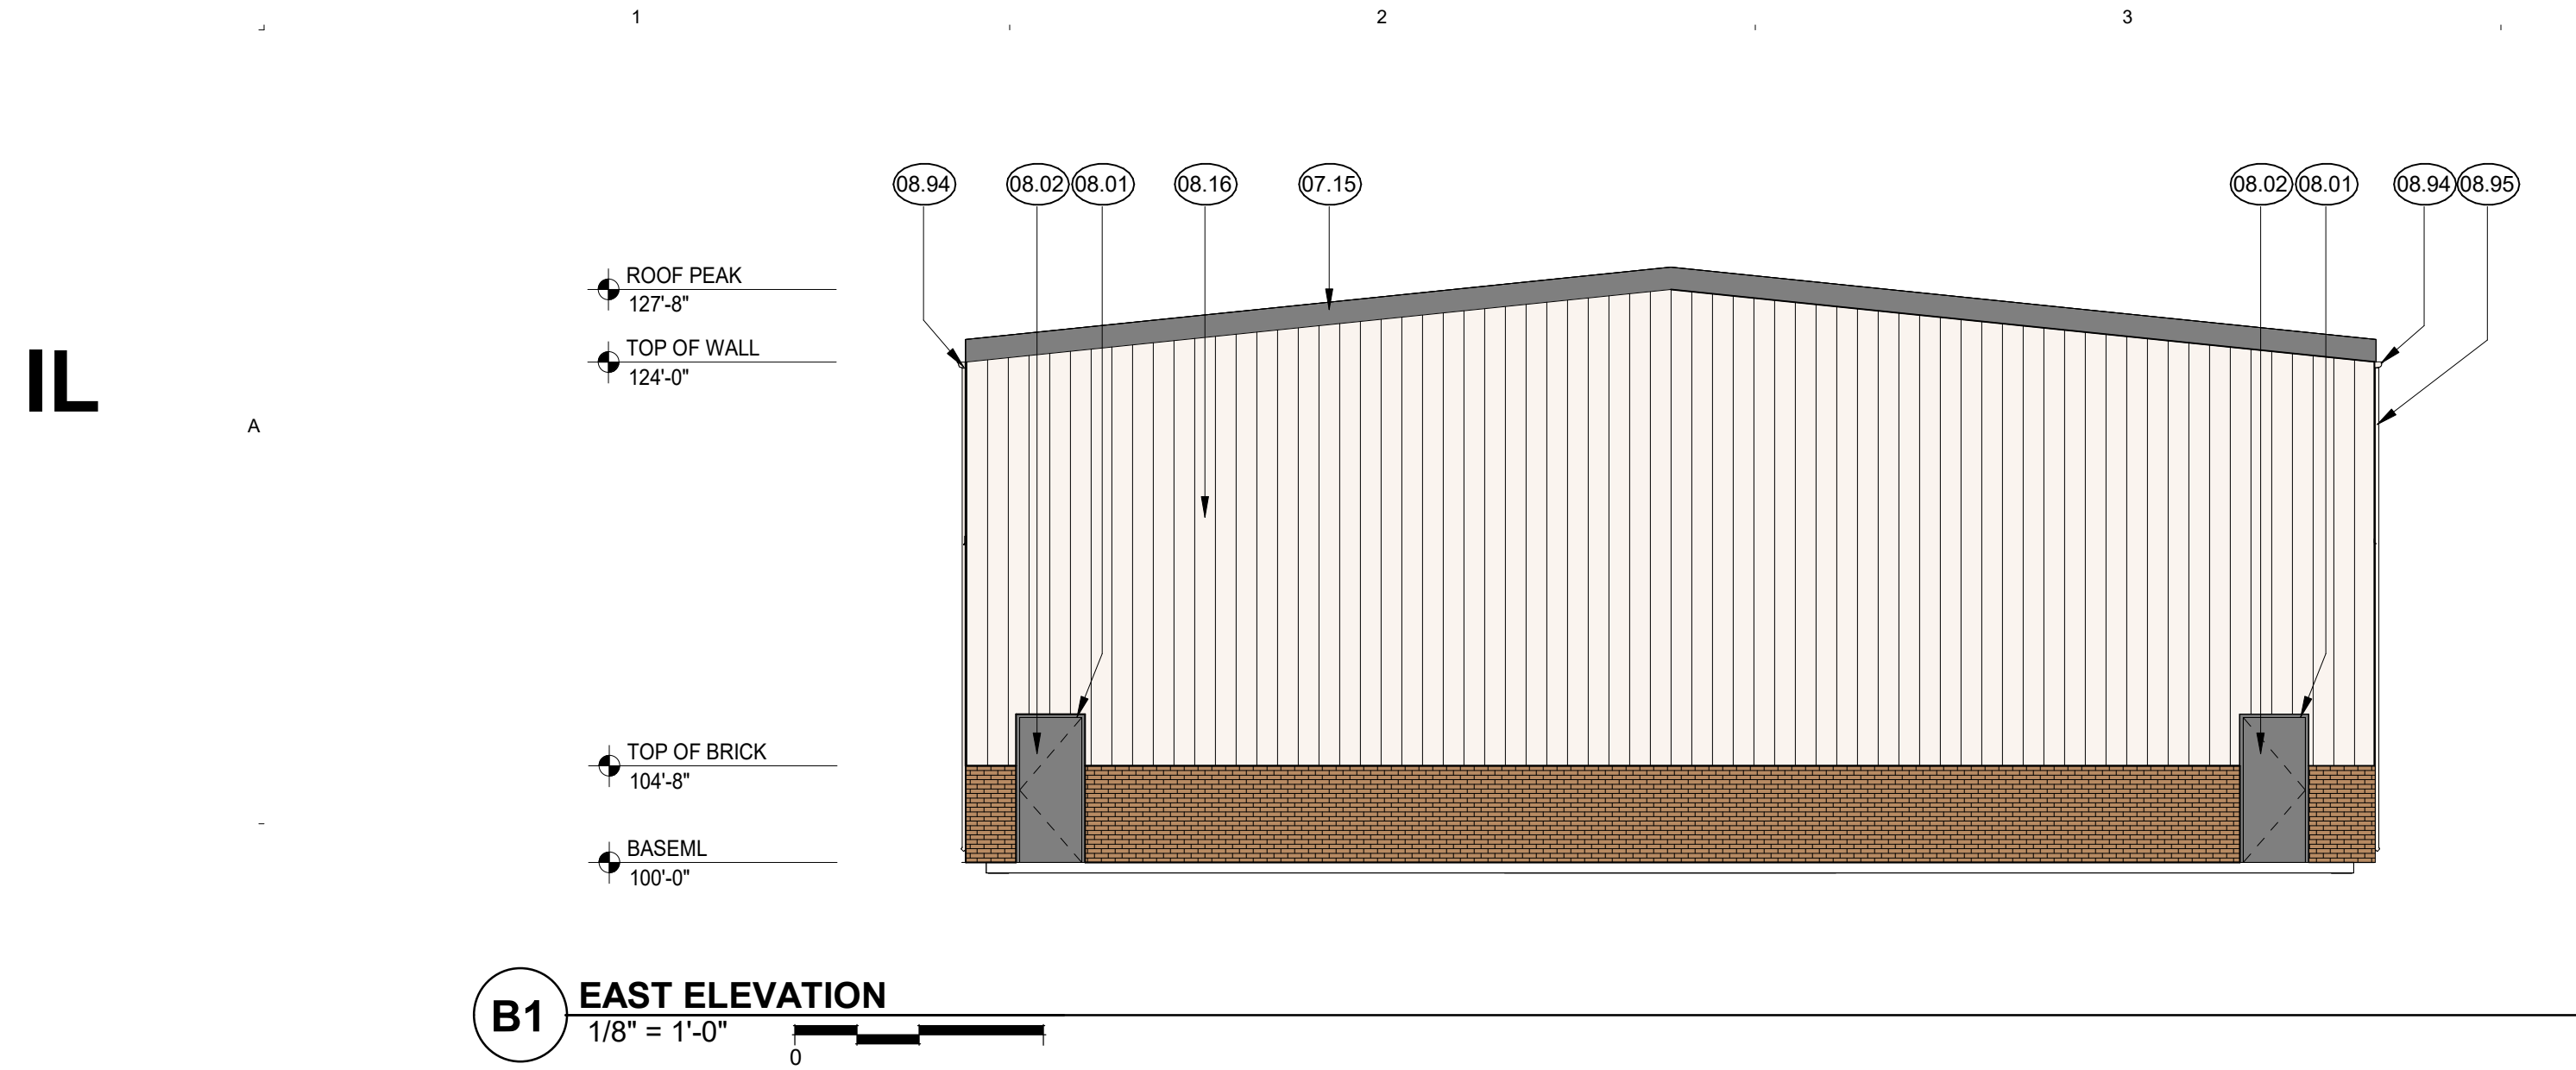 1 2 3
08.94 08.02 08.01 08.16 07.15 08.02 08.01 08.94 08.95
ROOF PEAK
127'-8"
TOP OF WALL
124'-0"
IL
A
TOP OF BRICK
104'-8"
BASEML
100'-0"
B1 EAST ELEVATION
1/8" = 1'-0"
0